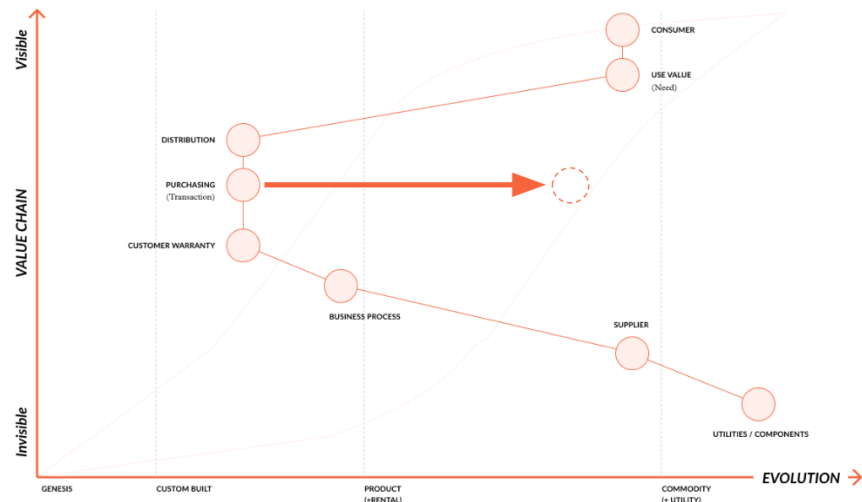 Visible
CONSUMER
USE VALUE
(Need)
DISTRIBUTION
PURCHASING
(Transaction)
VALUE CHAIN
CUSTOMER WARRANTY
BUSINESS PROCESS
SUPPLIER
Invisible
UTILITIES / COMPONENTS
EVOLUTION
GENESIS
CUSTOM BUILT
PRODUCT
(+RENTAL)
COMMODITY
(+ UTILITY)